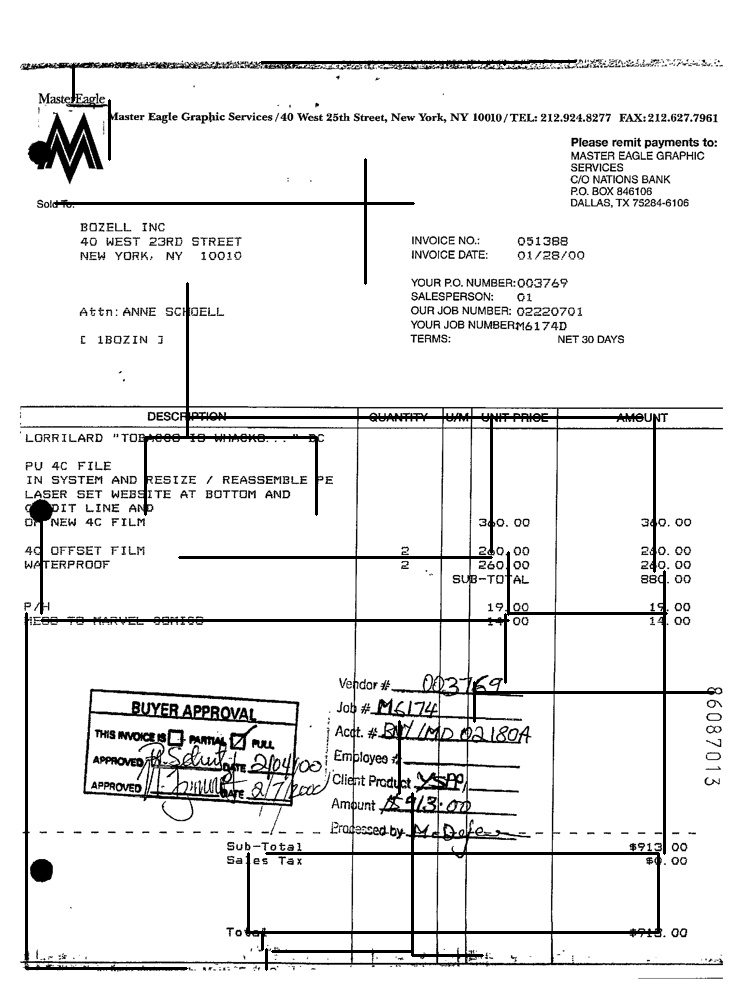 MasterEagle
Master Eagle Graphic Services/40 West 25th Street, New York, NY 10010/TEL: 212.924.8277 FAX: 212.627.7961
Please remit payments to:
MASTER EAGLE GRAPHIC
SERVICES
C/O NATIONS BANK
P.O. BOX 846106
DALLAS, TX 75284-6106
Sold To:
BOZELL INC
40 WEST 23RD STREET
NEW YORK, NY 10010
INVOICE NO.: 051388
INVOICE DATE: 01/28/00
YOUR P.O. NUMBER: 003769
SALESPERSON: 01
Attn: ANNE SCHOELL
OUR JOB NUMBER: 02220701
YOUR JOB NUMBER: M6174D
[ 1BOZIN ]
TERMS: NET 30 DAYS
DESCRIPTION QUANTITY U/M UNIT PRICE AMOUNT
LORRILARD "TOBACCO IS WHACKO..." BC
PU 4C FILE
IN SYSTEM AND RESIZE / REASSEMBLE PE
LASER SET WEBSITE AT BOTTOM AND
CREDIT LINE AND
NEW 4C FILM 360.00 360.00
4C OFFSET FILM 2 260.00 260.00
WATERPROOF 2 260.00 260.00
SUB-TOTAL 880.00
P/H 19.00 19.00
MESS TO MARVEL COMICS 14.00 14.00
Vendor # 003769
Job # M6174
Acct. # 02180A
Employee #
Client Product
Amount $913.00
Processed by
BUYER APPROVAL
THIS INVOICE IS PARTIAL FULL
APPROVED DATE 2/04/00
APPROVED DATE 2/7/2000
86087013
Sub-Total $913.00
Sales Tax $0.00
Total $913.00